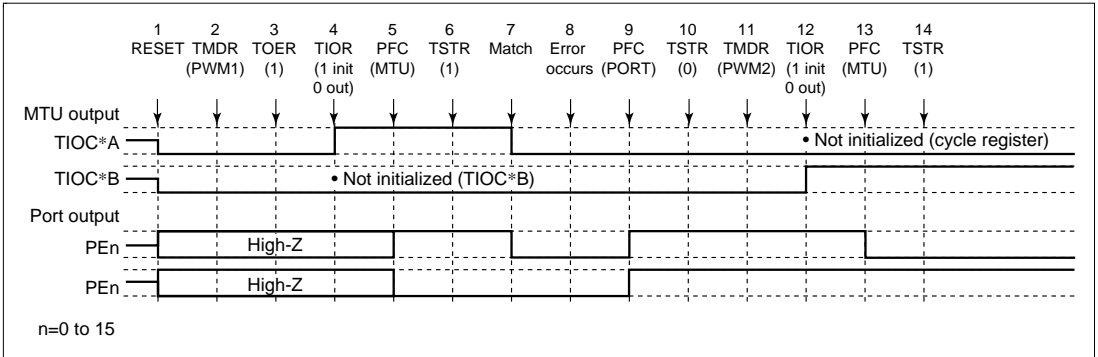 1 2 3 4 5 6 7 8 9 10 11 12 13 14
RESET TMDR TOER TIOR PFC TSTR Match Error PFC TSTR TMDR TIOR PFC TSTR
(PWM1) (1) (1 init (MTU) (1) occurs (PORT) (0) (PWM2) (1 init (MTU) (1)
0 out) 0 out)
MTU output
TIOC*A • Not initialized (cycle register)
TIOC*B • Not initialized (TIOC*B)
Port output
PEn High-Z
PEn High-Z
n=0 to 15